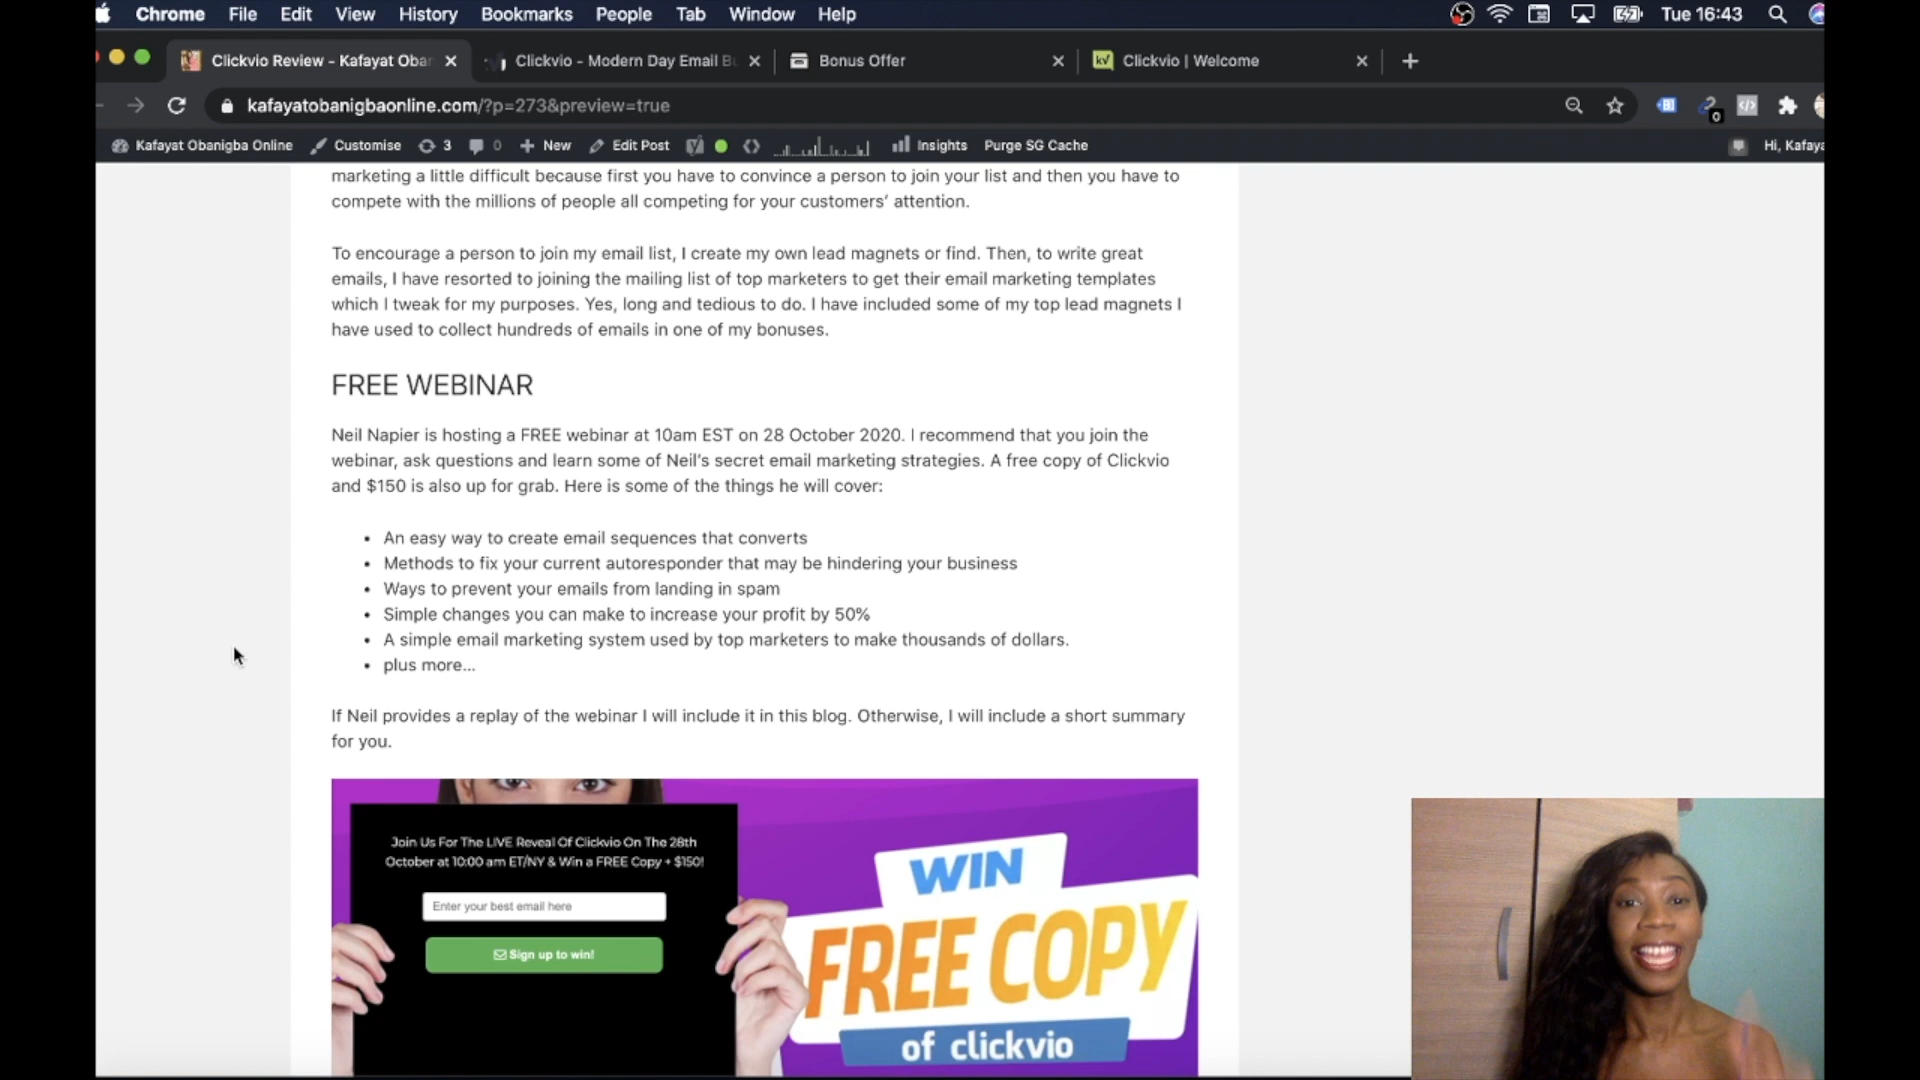 Chrome File Edit View History Bookmarks People Tab Window Help Tue 16:43
Clickvio Review - Kafayat Oba Clickvio - Modern Day Email B Bonus Offer Clickvio | Welcome
kafayatobanigbaonline.com/?p=273&preview=true 0
Kafayat Obanigba Online Customise 3 0 New Edit Post Insights Purge SG Cache Hi, Kafaya
marketing a little difficult because first you have to convince a person to join your list and then you have to
compete with the millions of people all competing for your customers’ attention.
To encourage a person to join my email list, I create my own lead magnets or find. Then, to write great
emails, I have resorted to joining the mailing list of top marketers to get their email marketing templates
which I tweak for my purposes. Yes, long and tedious to do. I have included some of my top lead magnets I
have used to collect hundreds of emails in one of my bonuses.
FREE WEBINAR
Neil Napier is hosting a FREE webinar at 10am EST on 28 October 2020. I recommend that you join the
webinar, ask questions and learn some of Neil’s secret email marketing strategies. A free copy of Clickvio
and $150 is also up for grab. Here is some of the things he will cover:
• An easy way to create email sequences that converts
• Methods to fix your current autoresponder that may be hindering your business
• Ways to prevent your emails from landing in spam
• Simple changes you can make to increase your profit by 50%
• A simple email marketing system used by top marketers to make thousands of dollars.
• plus more...
If Neil provides a replay of the webinar I will include it in this blog. Otherwise, I will include a short summary
for you.
Join Us For The LIVE Reveal Of Clickvio On The 28th
October at 10:00 am ET/NY & Win a FREE Copy + $150!
Enter your best email here
Sign up to win!
WIN
FREE COPY
of clickvio